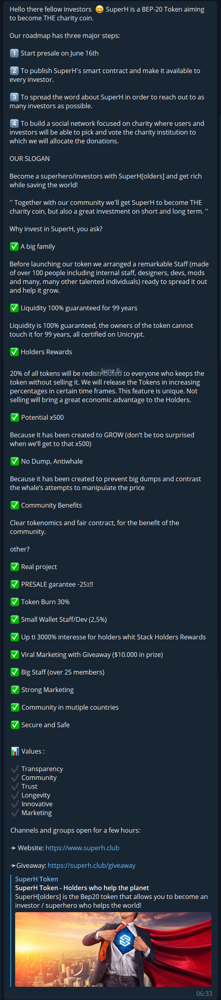 Hello there fellow investors 😄 SuperH is a BEP-20 Token aiming
to become THE charity coin.
Our roadmap has three major steps:
1️⃣ Start presale on June 16th
2️⃣ To publish SuperH's smart contract and make it available to
every investor.
3️⃣ To spread the word about SuperH in order to reach out to as
many investors as possible.
4️⃣ To build a social network focused on charity where users and
investors will be able to pick and vote the charity institution to
which we will allocate the donations.
OUR SLOGAN
Become a superhero/investors with SuperH[olders] and get rich
while saving the world!
'' Together with our community we'll get SuperH to become THE
charity coin, but also a great investment on short and long term. ''
Why invest in SuperH, you ask?
✅ A big family
Before launching our token we arranged a remarkable Staff (made
of over 100 people including internal staff, designers, devs, mods
and many, many other talented individuals) ready to spread it out
and help it grow.
✅ Liquidity 100% guaranteed for 99 years
Liquidity is 100% guaranteed, the owners of the token cannot
touch it for 99 years, all certified on Unicrypt.
✅ Holders Rewards
June 6
20% of all tokens will be redistributed to everyone who keeps the
token without selling it. We will release the Tokens in increasing
percentages in certain time frames. This feature is unique. Not
selling will bring a great economic advantage to the Holders.
✅ Potential x500
Because It has been created to GROW (don’t be too surprised
when we’ll get to that x500)
✅ No Dump, Antiwhale
Because it has been created to prevent big dumps and contrast
the whale’s attempts to manipulate the price
✅ Community Benefits
Clear tokenomics and fair contract, for the benefit of the
community.
other?
✅ Real project
✅ PRESALE garantee -25٪!!
✅ Token Burn 30%
✅ Small Wallet Staff/Dev (2,5%)
✅ Up ti 3000% interesse for holders whit Stack Holders Rewards
✅ Viral Marketing with Giveaway ($10.000 in prize)
✅ Big Staff (over 25 members)
✅ Strong Marketing
✅ Community in mutiple countries
✅ Secure and Safe
📊 Values :
✔️ Transparency
✔️ Community
✔️ Trust
✔️ Longevity
✔️ Innovative
✔️ Marketing
Channels and groups open for a few hours:
➛ Website: https://www.superh.club
➛Giveaway: https://superh.club/giveaway
SuperH Token
SuperH Token - Holders who help the planet
SuperH[olders] is the Bep20 token that allows you to become an
investor / superhero who helps the world!
06:33